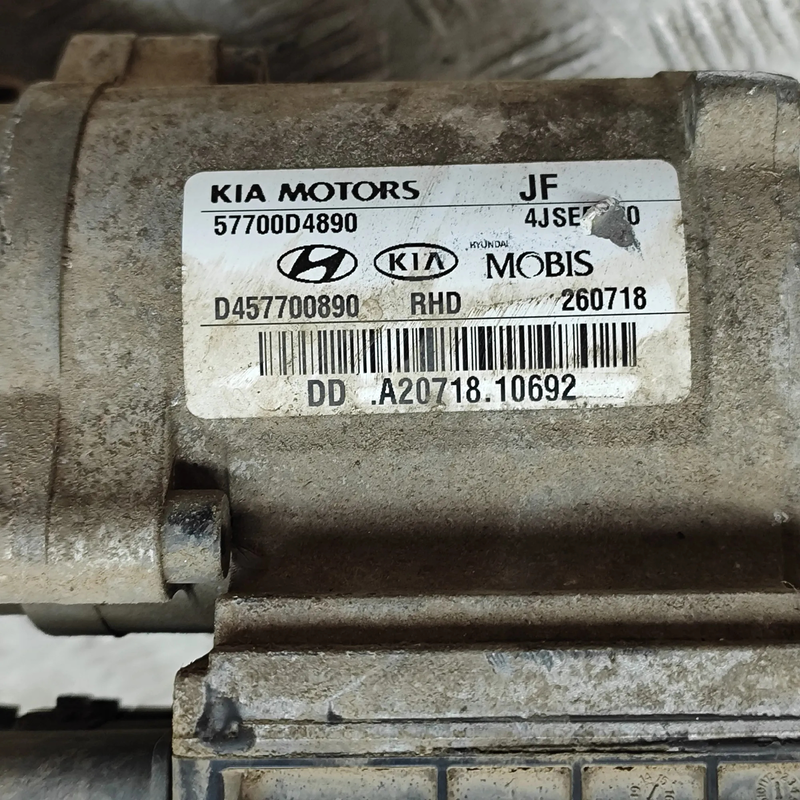 KIA MOTORS JF
57700D4890
HYUNDAI
KIA MOBIS
D457700890 RHD 260718
DD .A20718.10692